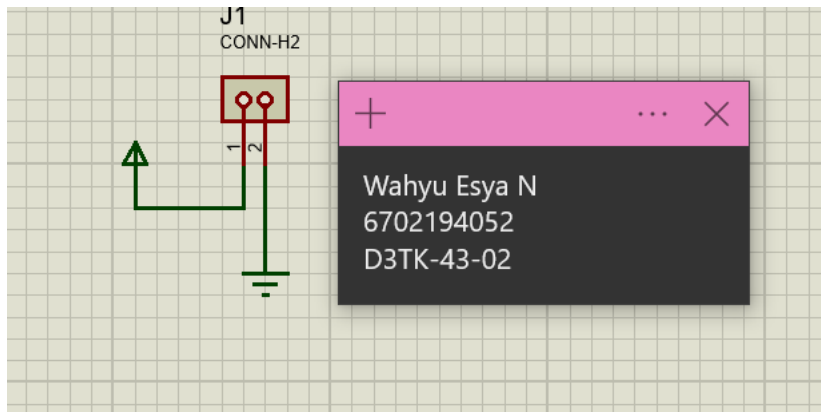 J1
CONN-H2
1
2
Wahyu Esya N
6702194052
D3TK-43-02